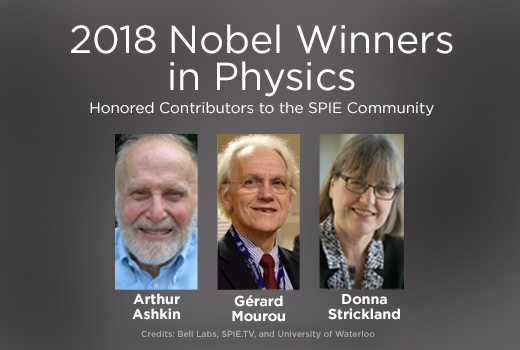 2018 Nobel Winners
in Physics
Honored Contributors to the SPIE Community
Arthur
Ashkin
Gérard
Mourou
Donna
Strickland
Credits: Bell Labs, SPIE.TV, and University of Waterloo